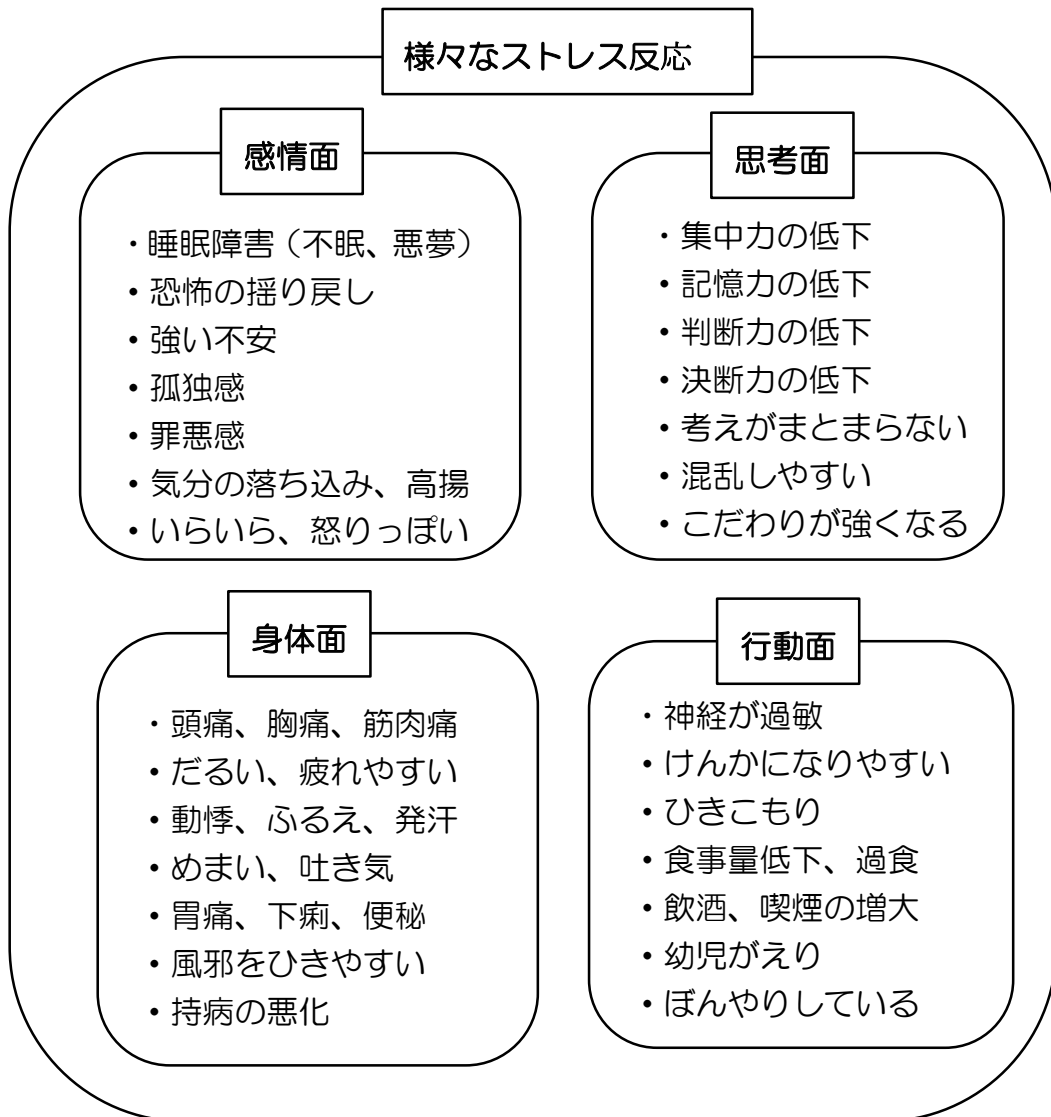 様々なストレス反応
感情面
・睡眠障害(不眠、悪夢)
・恐怖の揺り戻し
・強い不安
・孤独感
・罪悪感
・気分の落ち込み、高揚
・いらいら、怒りっぽい
思考面
・集中力の低下
・記憶力の低下
・判断力の低下
・決断力の低下
・考えがまとまらない
・混乱しやすい
・こだわりが強くなる
身体面
・頭痛、胸痛、筋肉痛
・だるい、疲れやすい
・動悸、ふるえ、発汗
・めまい、吐き気
・胃痛、下痢、便秘
・風邪をひきやすい
・持病の悪化
行動面
・神経が過敏
・けんかになりやすい
・ひきこもり
・食事量低下、過食
・飲酒、喫煙の増大
・幼児がえり
・ぼんやりしている